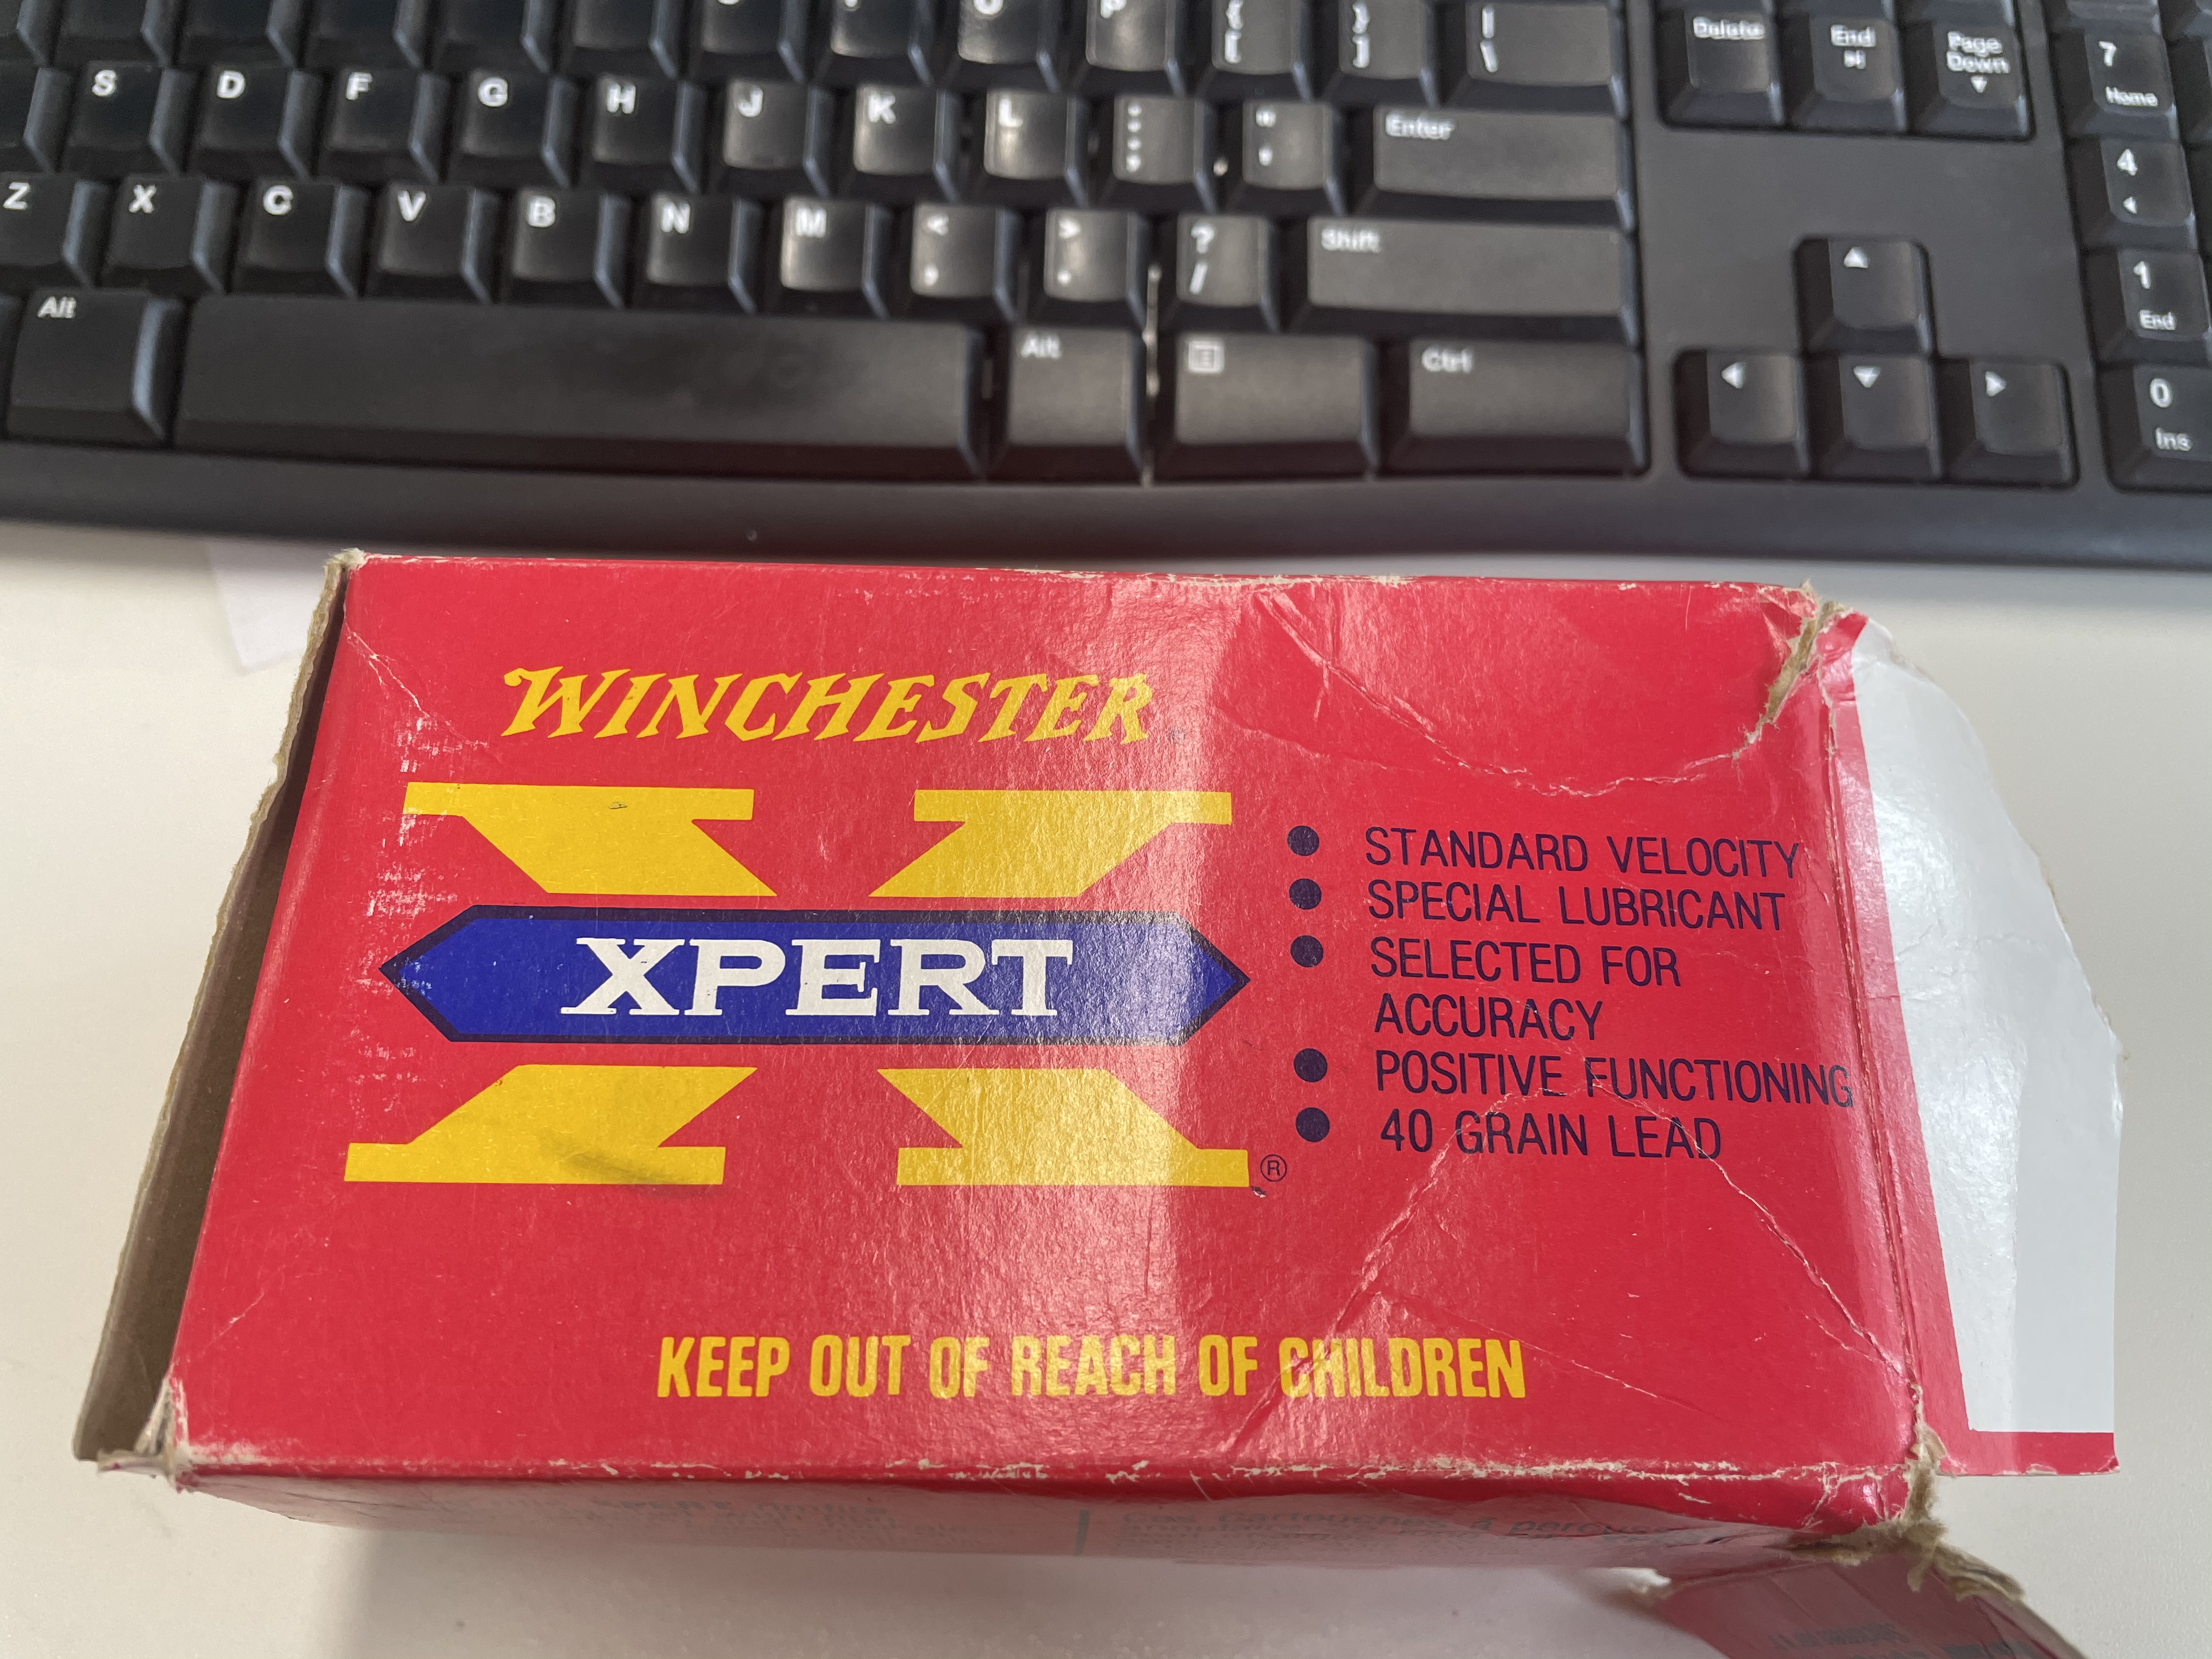 P
{ [
} ]
| \
Delete
End
Page Down
7 Home
S D F G H J K L : ; " ' Enter
4
Z X C V B N M < , > . ? / Shift
1 End
Alt
Alt
Ctrl
0 Ins
WINCHESTER
XPERT
®
● STANDARD VELOCITY
● SPECIAL LUBRICANT
● SELECTED FOR
ACCURACY
● POSITIVE FUNCTIONING
● 40 GRAIN LEAD
KEEP OUT OF REACH OF CHILDREN